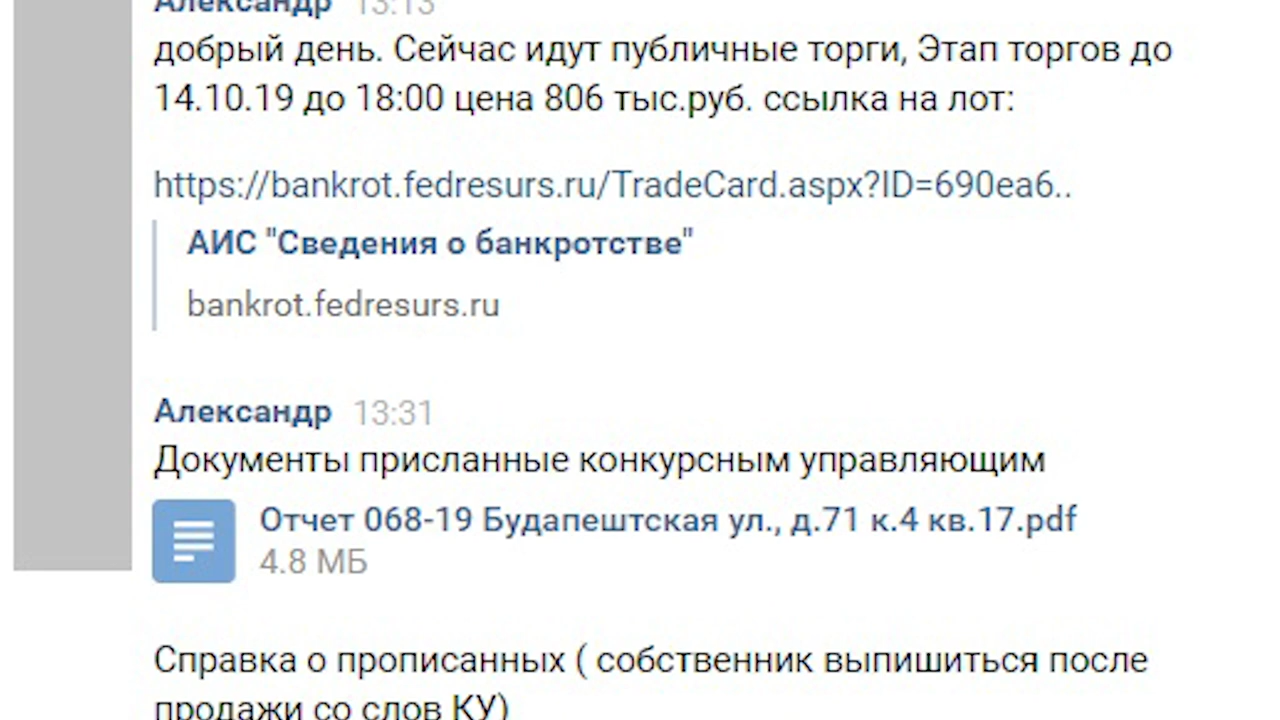 Александр 13:13
добрый день. Сейчас идут публичные торги, Этап торгов до
14.10.19 до 18:00 цена 806 тыс.руб. ссылка на лот:
https://bankrot.fedresurs.ru/TradeCard.aspx?ID=690ea6..
АИС "Сведения о банкротстве"
bankrot.fedresurs.ru
Александр 13:31
Документы присланные конкурсным управляющим
Отчет 068-19 Будапештская ул., д.71 к.4 кв.17.pdf
4.8 МБ
Справка о прописанных ( собственник выпишиться после
продажи со слов КУ)